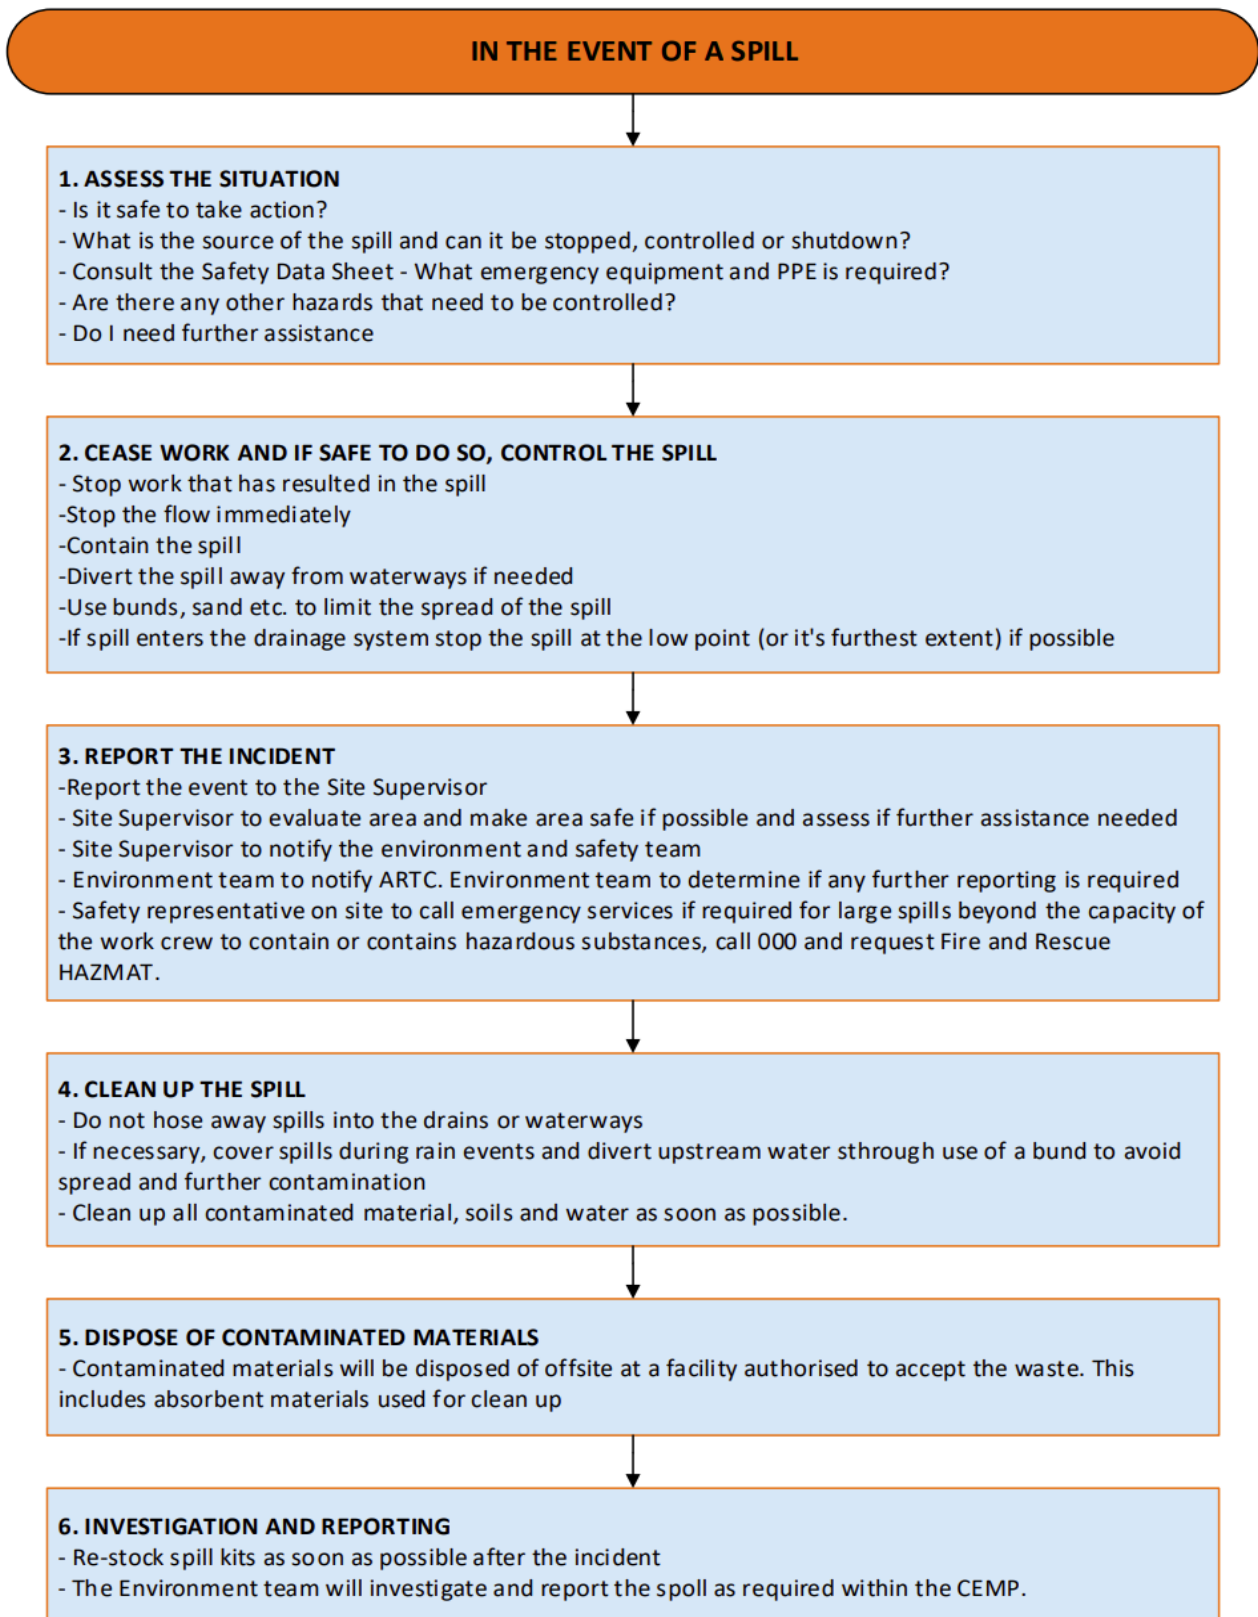 IN THE EVENT OF A SPILL
1. ASSESS THE SITUATION
- Is it safe to take action?
- What is the source of the spill and can it be stopped, controlled or shutdown?
- Consult the Safety Data Sheet - What emergency equipment and PPE is required?
- Are there any other hazards that need to be controlled?
- Do I need further assistance
2. CEASE WORK AND IF SAFE TO DO SO, CONTROL THE SPILL
- Stop work that has resulted in the spill
-Stop the flow immediately
-Contain the spill
-Divert the spill away from waterways if needed
-Use bunds, sand etc. to limit the spread of the spill
-If spill enters the drainage system stop the spill at the low point (or it's furthest extent) if possible
3. REPORT THE INCIDENT
-Report the event to the Site Supervisor
- Site Supervisor to evaluate area and make area safe if possible and assess if further assistance needed
- Site Supervisor to notify the environment and safety team
- Environment team to notify ARTC. Environment team to determine if any further reporting is required
- Safety representative on site to call emergency services if required for large spills beyond the capacity of
the work crew to contain or contains hazardous substances, call 000 and request Fire and Rescue
HAZMAT.
4. CLEAN UP THE SPILL
- Do not hose away spills into the drains or waterways
- If necessary, cover spills during rain events and divert upstream water sthrough use of a bund to avoid
spread and further contamination
- Clean up all contaminated material, soils and water as soon as possible.
5. DISPOSE OF CONTAMINATED MATERIALS
- Contaminated materials will be disposed of offsite at a facility authorised to accept the waste. This
includes absorbent materials used for clean up
6. INVESTIGATION AND REPORTING
- Re-stock spill kits as soon as possible after the incident
- The Environment team will investigate and report the spoll as required within the CEMP.